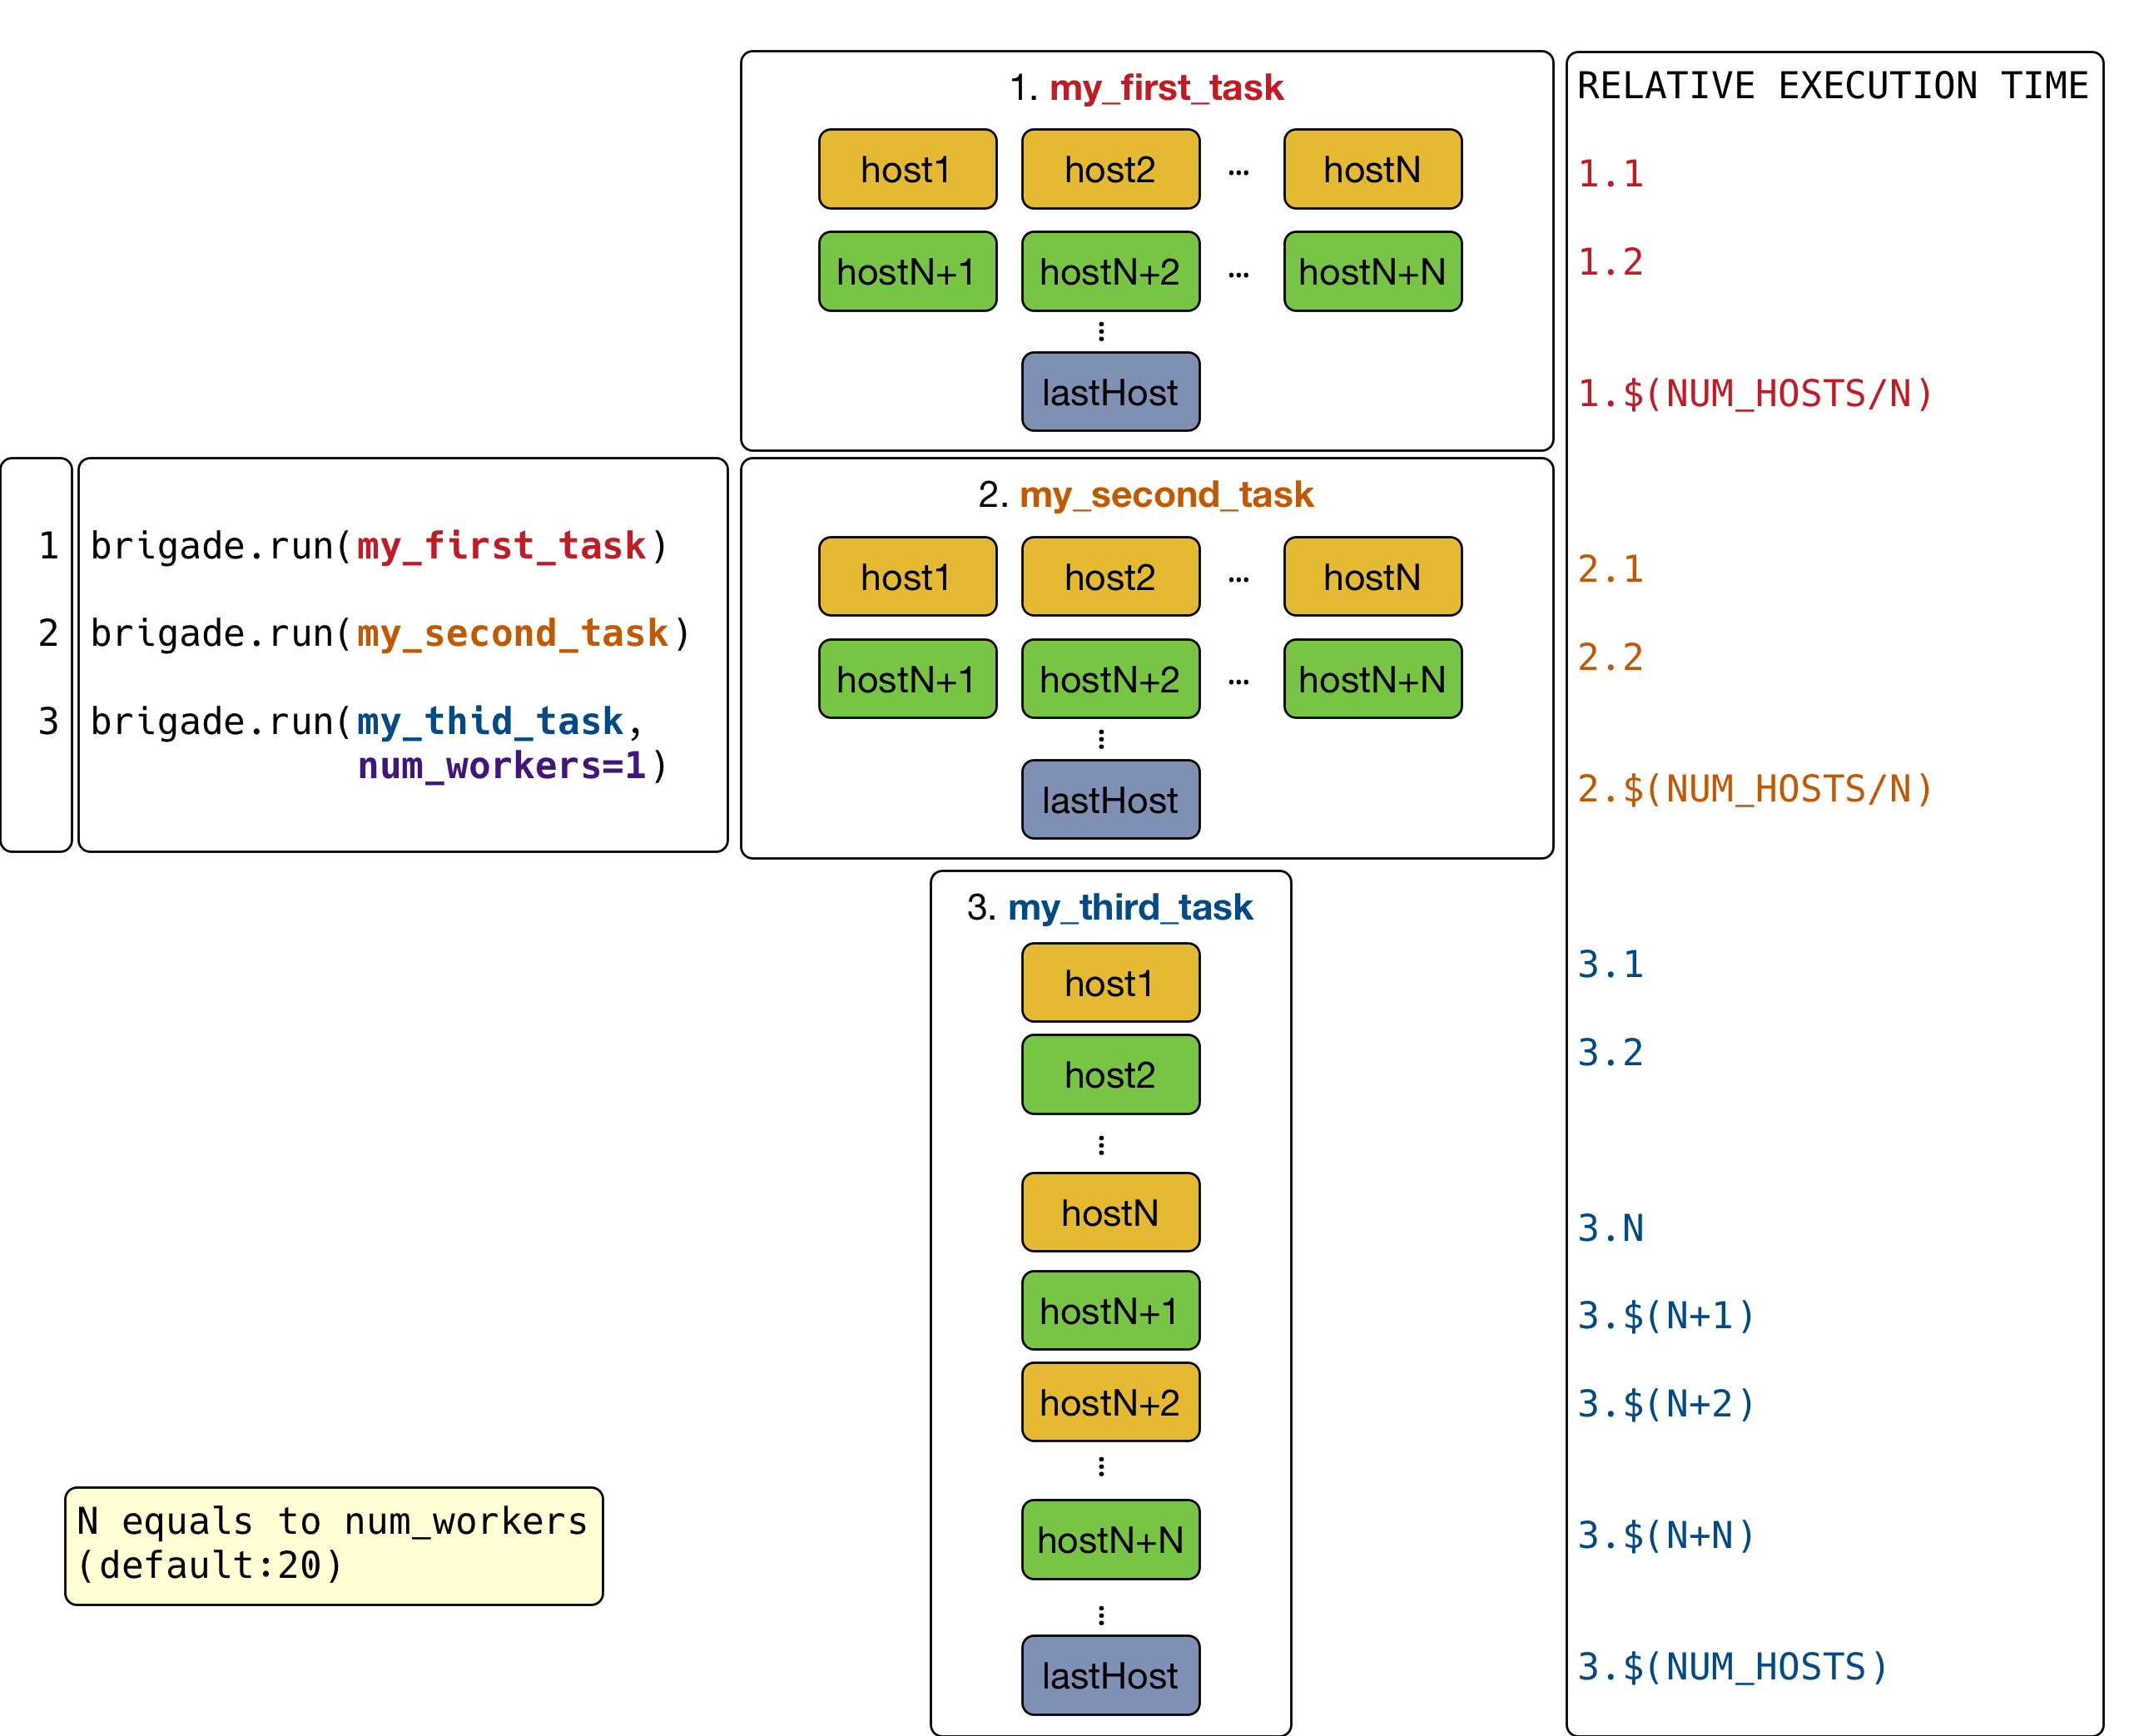 1. my_first_task
host1 host2 ... hostN
hostN+1 hostN+2 ... hostN+N
⋮
lastHost
RELATIVE EXECUTION TIME
1.1
1.2
1.$(NUM_HOSTS/N)
2.1
2.2
2.$(NUM_HOSTS/N)
3.1
3.2
3.N
3.$(N+1)
3.$(N+2)
3.$(N+N)
3.$(NUM_HOSTS)
1 brigade.run(my_first_task)
2 brigade.run(my_second_task)
3 brigade.run(my_thid_task,
num_workers=1)
2. my_second_task
host1 host2 ... hostN
hostN+1 hostN+2 ... hostN+N
⋮
lastHost
3. my_third_task
host1
host2
⋮
hostN
hostN+1
hostN+2
⋮
hostN+N
⋮
lastHost
N equals to num_workers
(default:20)